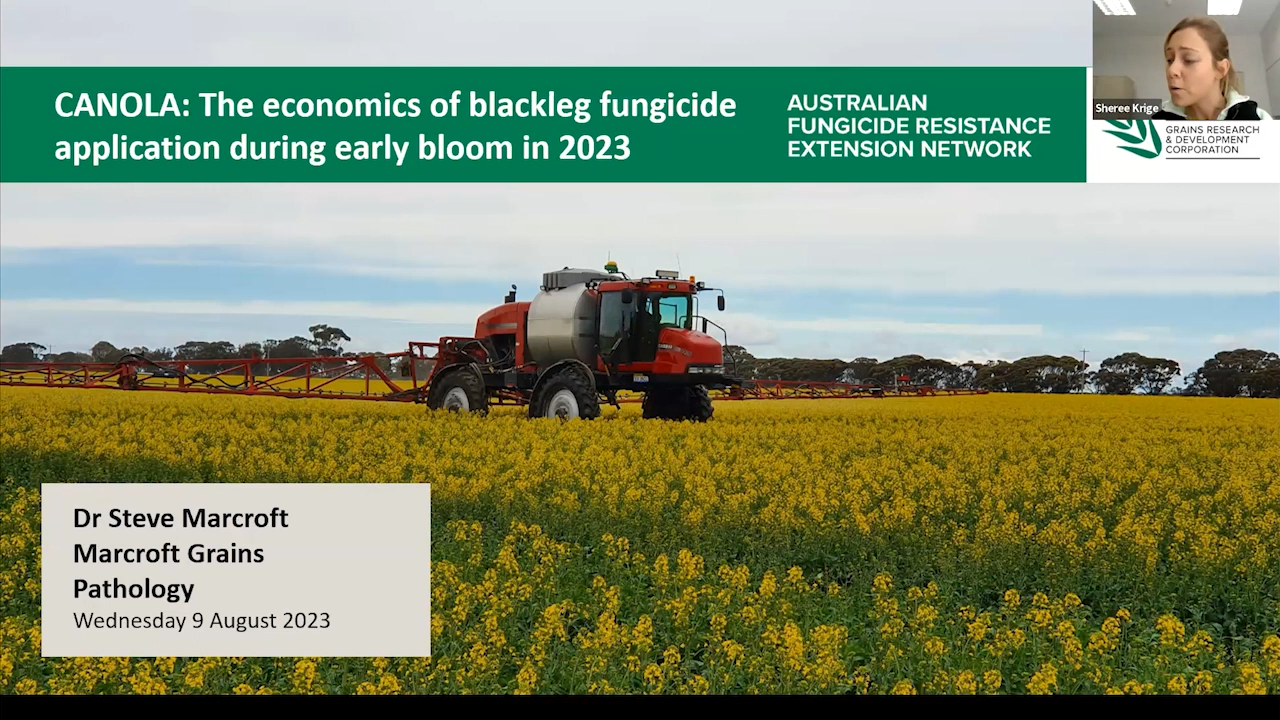 CANOLA: The economics of blackleg fungicide
application during early bloom in 2023
AUSTRALIAN
FUNGICIDE RESISTANCE
EXTENSION NETWORK
Sheree Krige
GRAINS RESEARCH
& DEVELOPMENT
CORPORATION
Dr Steve Marcroft
Marcroft Grains
Pathology
Wednesday 9 August 2023